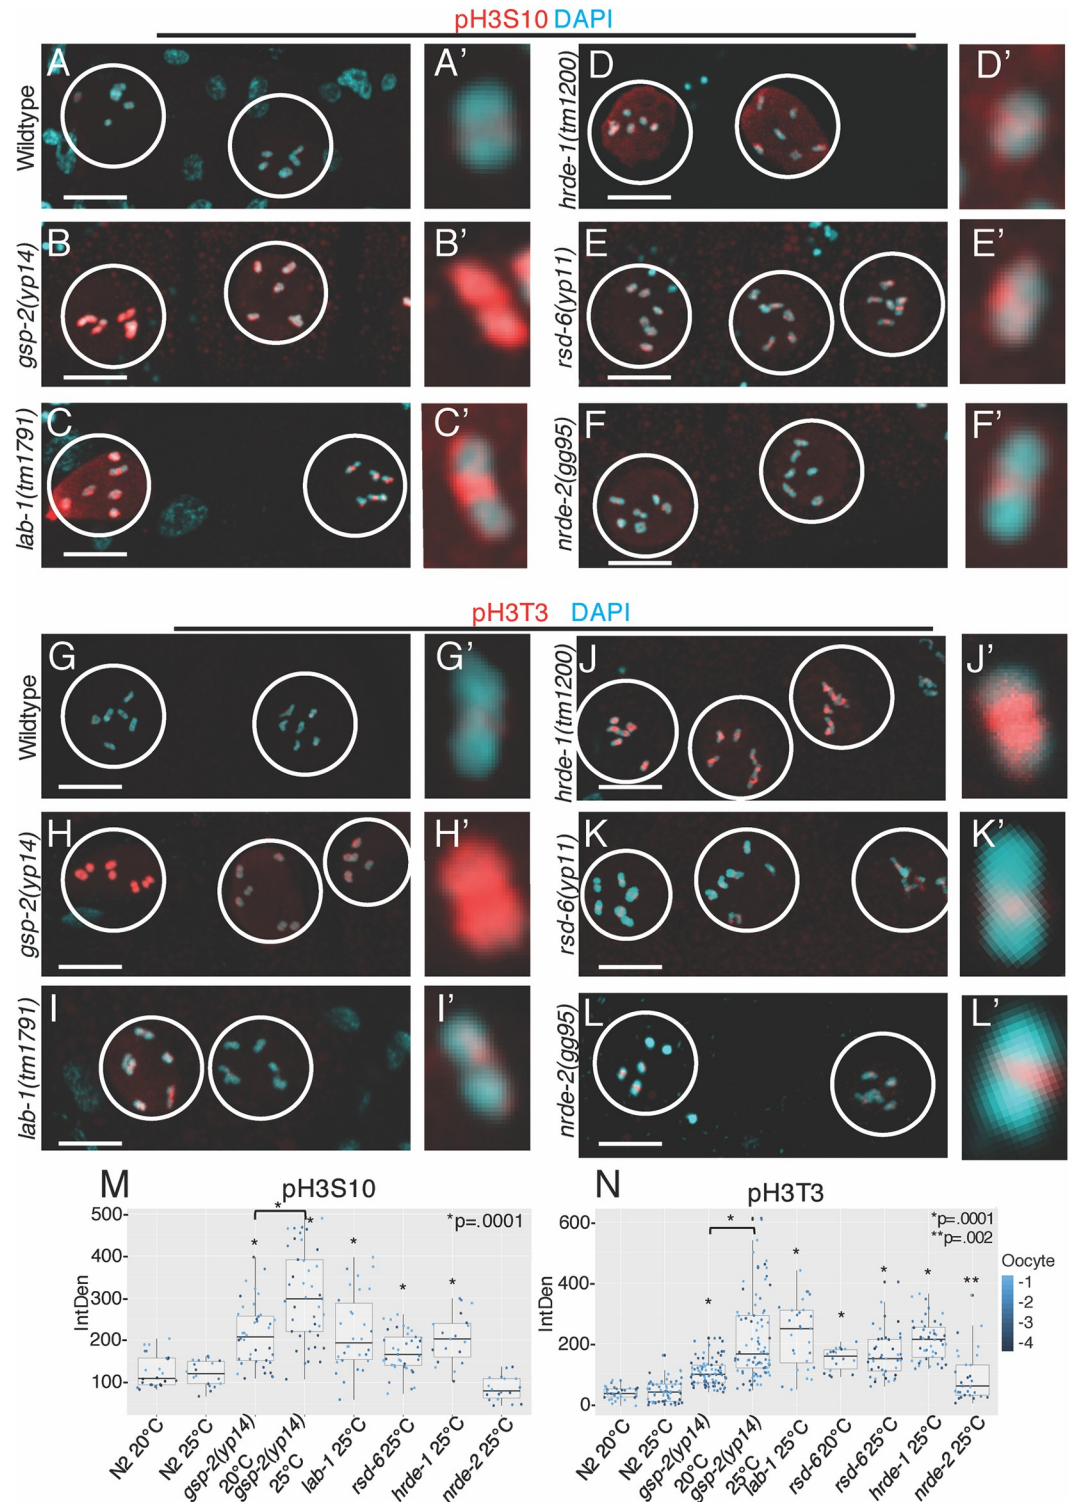 pH3S10 DAPI
Wildtype
A
A'
hrde-1(tm1200)
D
D'
gsp-2(yp14)
B
B'
rsd-6(yp11)
E
E'
lab-1(tm1791)
C
C'
nrde-2(gg95)
F
F'
pH3T3 DAPI
Wildtype
G
G'
hrde-1(tm1200)
J
J'
gsp-2(yp14)
H
H'
rsd-6(yp11)
K
K'
lab-1(tm1791)
I
I'
nrde-2(gg95)
L
L'
M
pH3S10
*p=.0001
IntDen
500
400
300
200
100
* * * * * *
N2 20°C
N2 25°C
gsp-2(yp14) 20°C
gsp-2(yp14) 25°C
lab-1 25°C
rsd-6 25°C
hrde-1 25°C
nrde-2 25°C
N
pH3T3
*p=.0001
**p=.002
IntDen
600
400
200
0
* * * * * * **
N2 20°C
N2 25°C
gsp-2(yp14) 20°C
gsp-2(yp14) 25°C
lab-1 25°C
rsd-6 20°C
rsd-6 25°C
hrde-1 25°C
nrde-2 25°C
Oocyte
-1
-2
-3
-4